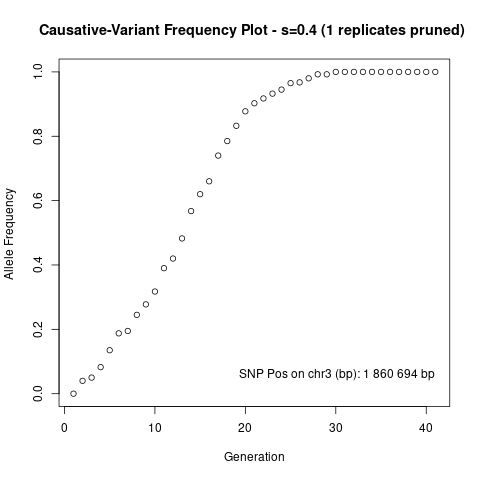 Causative-Variant Frequency Plot - s=0.4 (1 replicates pruned)
1.0
0.8
0.6
0.4
0.2
0.0
Allele Frequency
SNP Pos on chr3 (bp): 1 860 694 bp
0 10 20 30 40
Generation